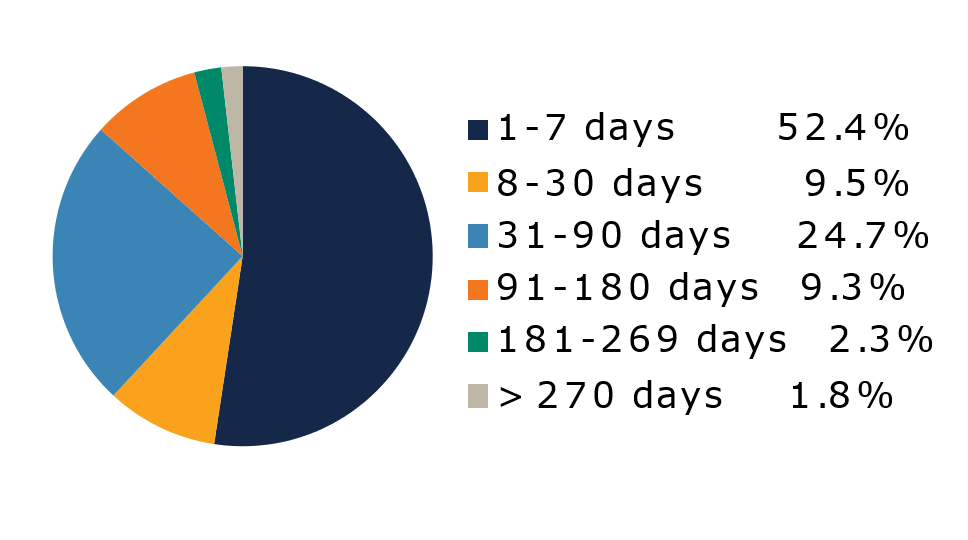 1-7 days 52.4%
8-30 days 9.5%
31-90 days 24.7%
91-180 days 9.3%
181-269 days 2.3%
> 270 days 1.8%